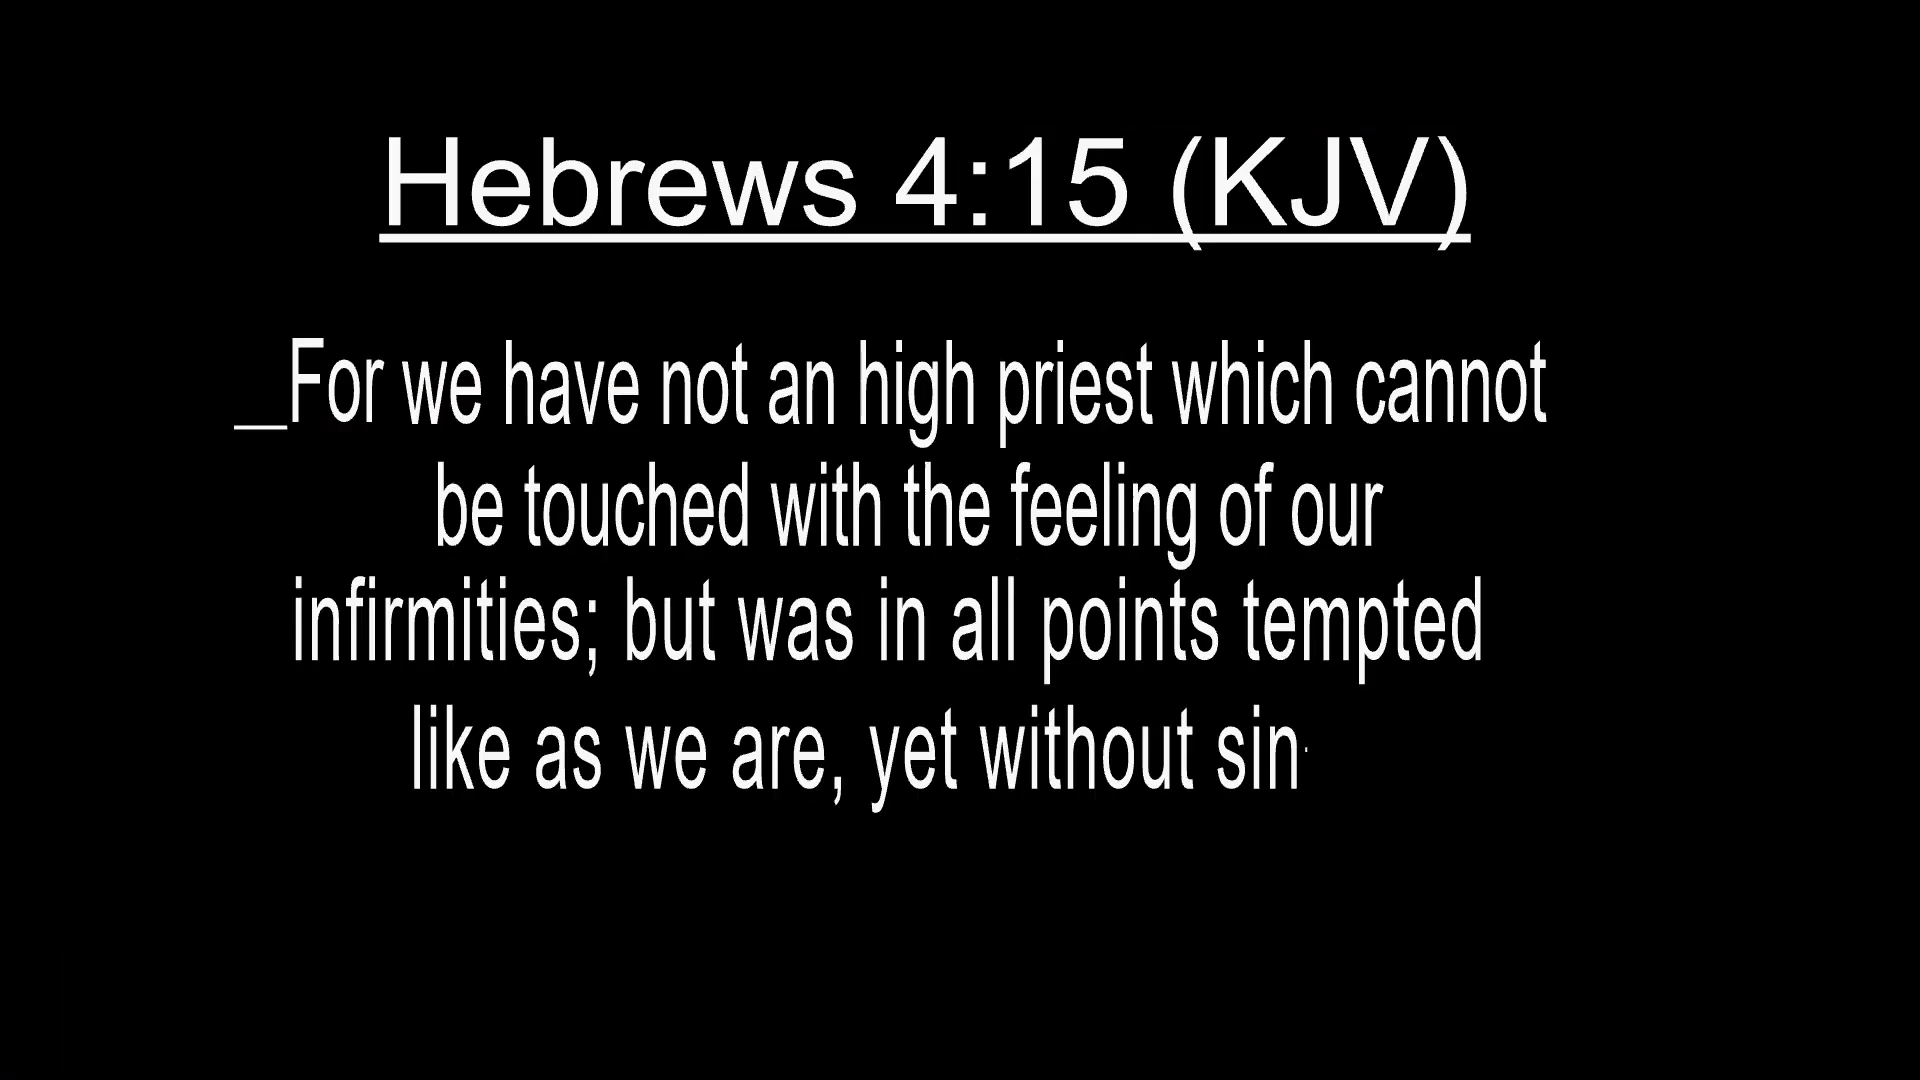 Hebrews 4:15 (KJV)
_For we have not an high priest which cannot
be touched with the feeling of our
infirmities; but was in all points tempted
like as we are, yet without sin.